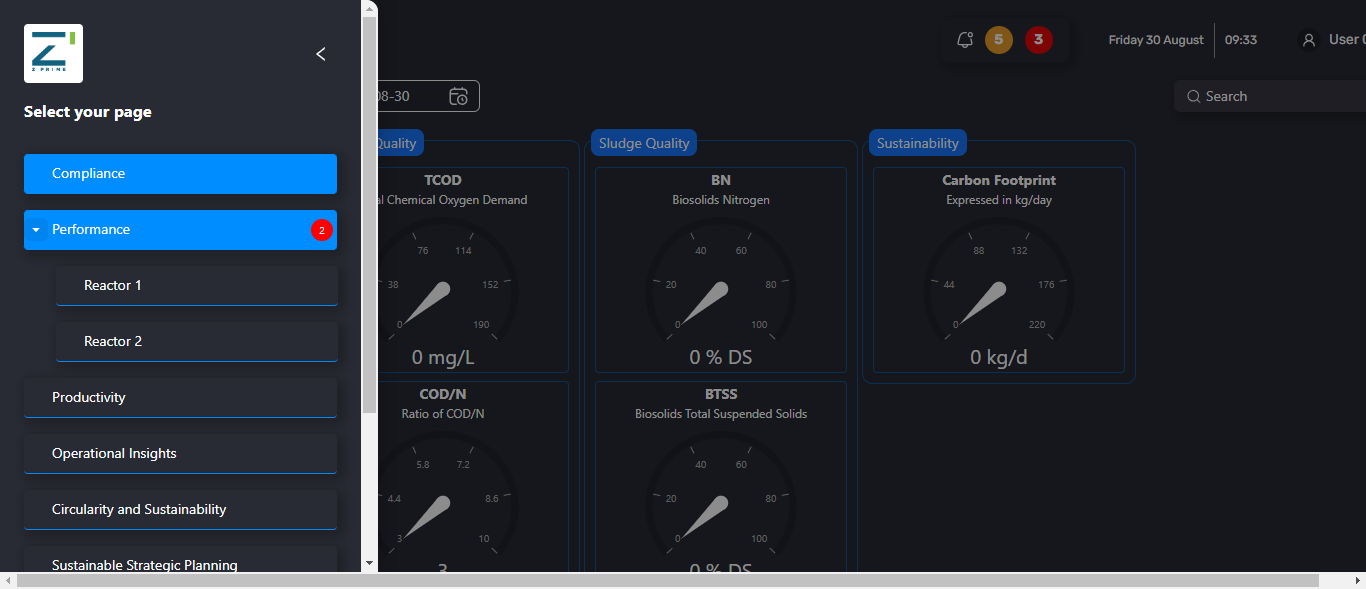 Z PRIME
Select your page
Compliance
Performance
2
Reactor 1
Reactor 2
Productivity
Operational Insights
Circularity and Sustainability
Sustainable Strategic Planning
5
3
Friday 30 August
09:33
User
08-30
Search
Quality
TCOD
al Chemical Oxygen Demand
76
114
38
152
0
190
0 mg/L
COD/N
Ratio of COD/N
5.8
7.2
4.4
8.6
3
10
3
Sludge Quality
BN
Biosolids Nitrogen
40
60
20
80
0
100
0 % DS
BTSS
Biosolids Total Suspended Solids
40
60
20
80
0
100
0 % DS
Sustainability
Carbon Footprint
Expressed in kg/day
88
132
44
176
0
220
0 kg/d